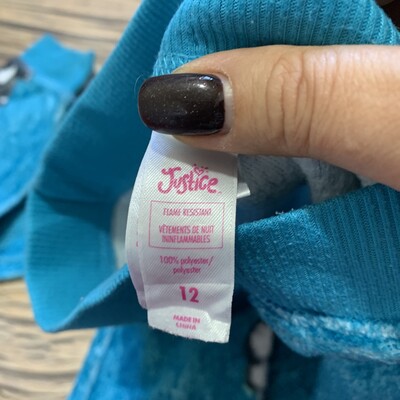 Justice
FLAME RESISTANT
VÊTEMENTS DE NUIT
ININFLAMMABLES
100% polyester/
polyester
12
MADE IN
CHINA